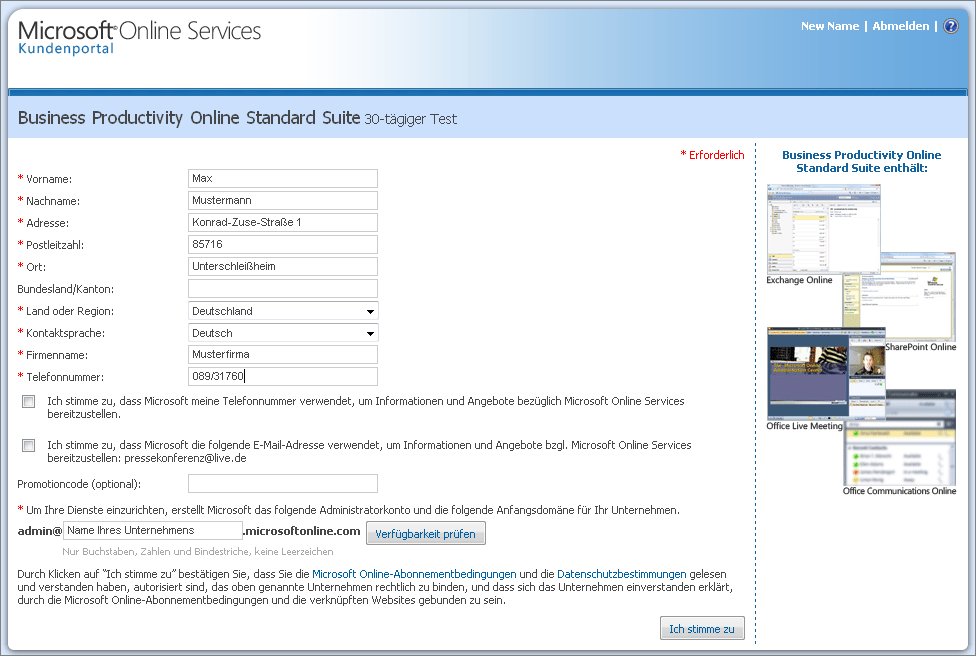 Microsoft Online Services
Kundenportal
New Name | Abmelden | ?
Business Productivity Online Standard Suite 30-tägiger Test
* Erforderlich
* Vorname: Max
* Nachname: Mustermann
* Adresse: Konrad-Zuse-Straße 1
* Postleitzahl: 85716
* Ort: Unterschleißheim
Bundesland/Kanton:
* Land oder Region: Deutschland
* Kontaktsprache: Deutsch
* Firmenname: Musterfirma
* Telefonnummer: 089/31760
Ich stimme zu, dass Microsoft meine Telefonnummer verwendet, um Informationen und Angebote bezüglich Microsoft Online Services
bereitzustellen.
Ich stimme zu, dass Microsoft die folgende E-Mail-Adresse verwendet, um Informationen und Angebote bzgl. Microsoft Online Services
bereitzustellen: pressekonferenz@live.de
Promotioncode (optional):
* Um Ihre Dienste einzurichten, erstellt Microsoft das folgende Administratorkonto und die folgende Anfangsdomäne für Ihr Unternehmen.
admin@ Name Ihres Unternehmens .microsoftonline.com Verfügbarkeit prüfen
Nur Buchstaben, Zahlen und Bindestriche, keine Leerzeichen
Durch Klicken auf "Ich stimme zu" bestätigen Sie, dass Sie die Microsoft Online-Abonnementbedingungen und die Datenschutzbestimmungen gelesen
und verstanden haben, autorisiert sind, das oben genannte Unternehmen rechtlich zu binden, und dass sich das Unternehmen einverstanden erklärt,
durch die Microsoft Online-Abonnementbedingungen und die verknüpften Websites gebunden zu sein.
Ich stimme zu
Business Productivity Online
Standard Suite enthält:
Exchange Online
SharePoint Online
Office Live Meeting
Office Communications Online